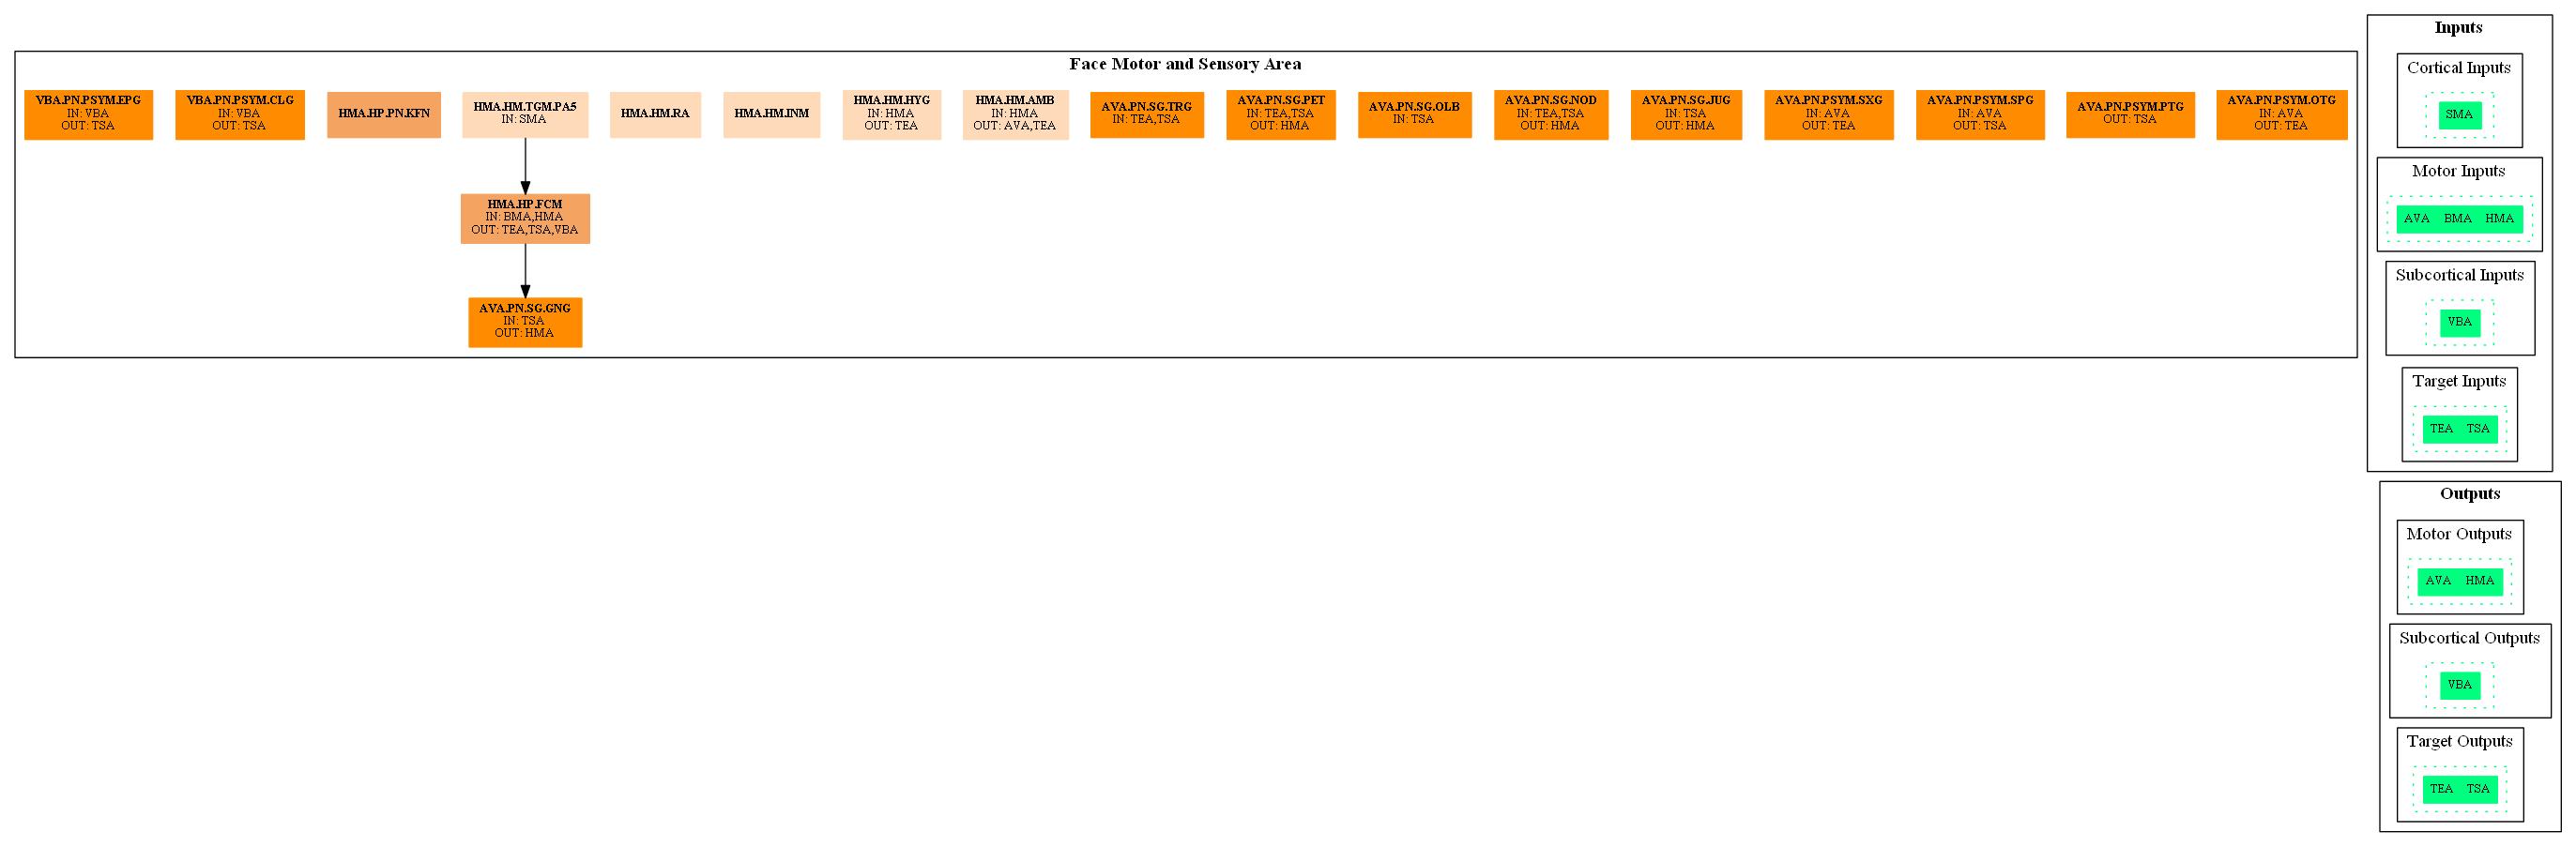 Face Motor and Sensory Area
VBA.PN.PSYM.EPG
IN: VBA
OUT: TSA
VBA.PN.PSYM.CLG
IN: VBA
OUT: TSA
HMA.HP.PN.KFN
HMA.HM.TGM.PA5
IN: SMA
HMA.HM.RA
HMA.HM.INM
HMA.HM.HYG
IN: HMA
OUT: TEA
HMA.HM.AMB
IN: HMA
OUT: AVA,TEA
AVA.PN.SG.TRG
IN: TEA,TSA
AVA.PN.SG.PET
IN: TEA,TSA
OUT: HMA
AVA.PN.SG.OLB
IN: TSA
AVA.PN.SG.NOD
IN: TEA,TSA
OUT: HMA
AVA.PN.SG.JUG
IN: TSA
OUT: HMA
AVA.PN.PSYM.SXG
IN: AVA
OUT: TEA
AVA.PN.PSYM.SPG
IN: AVA
OUT: TSA
AVA.PN.PSYM.PTG
OUT: TSA
AVA.PN.PSYM.OTG
IN: AVA
OUT: TEA
HMA.HP.FCM
IN: BMA,HMA
OUT: TEA,TSA,VBA
AVA.PN.SG.GNG
IN: TSA
OUT: HMA
Inputs
Cortical Inputs
SMA
Motor Inputs
AVA BMA HMA
Subcortical Inputs
VBA
Target Inputs
TEA TSA
Outputs
Motor Outputs
AVA HMA
Subcortical Outputs
VBA
Target Outputs
TEA TSA